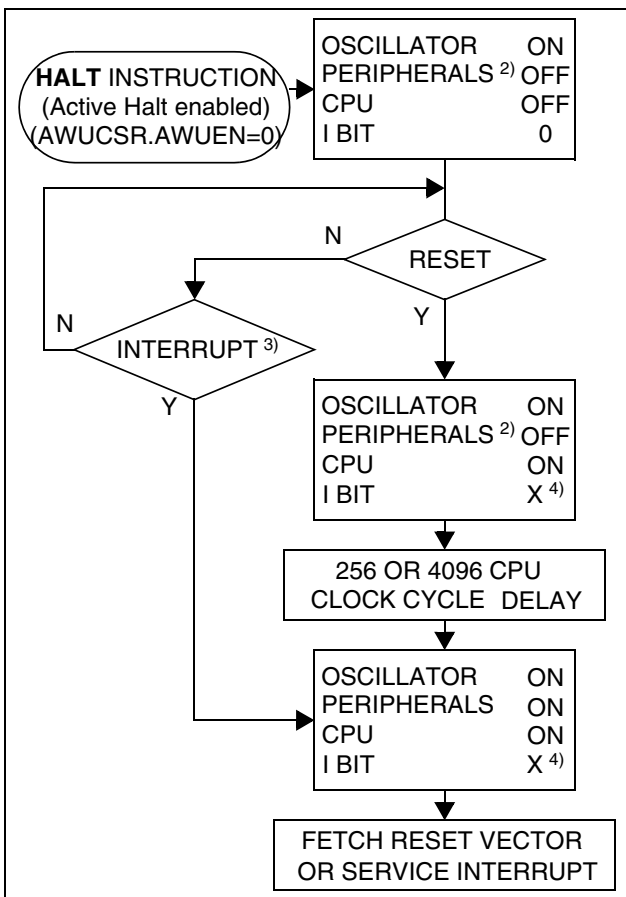 HALT INSTRUCTION
(Active Halt enabled)
(AWUCSR.AWUEN=0)
OSCILLATOR ON
PERIPHERALS 2) OFF
CPU OFF
I BIT 0
RESET
N
Y
INTERRUPT 3)
N
Y
OSCILLATOR ON
PERIPHERALS 2) OFF
CPU ON
I BIT X 4)
256 OR 4096 CPU
CLOCK CYCLE DELAY
OSCILLATOR ON
PERIPHERALS ON
CPU ON
I BIT X 4)
FETCH RESET VECTOR
OR SERVICE INTERRUPT